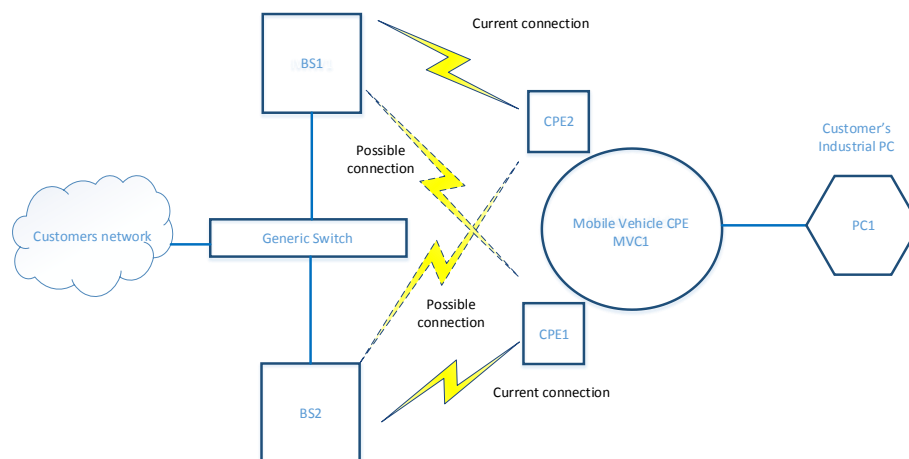 Current connection
BS1
CPE2
Possible
connection
Customer's
Industrial PC
Customers network
Generic Switch
Mobile Vehicle CPE
MVC1
PC1
Possible
connection
CPE1
BS2
Current connection